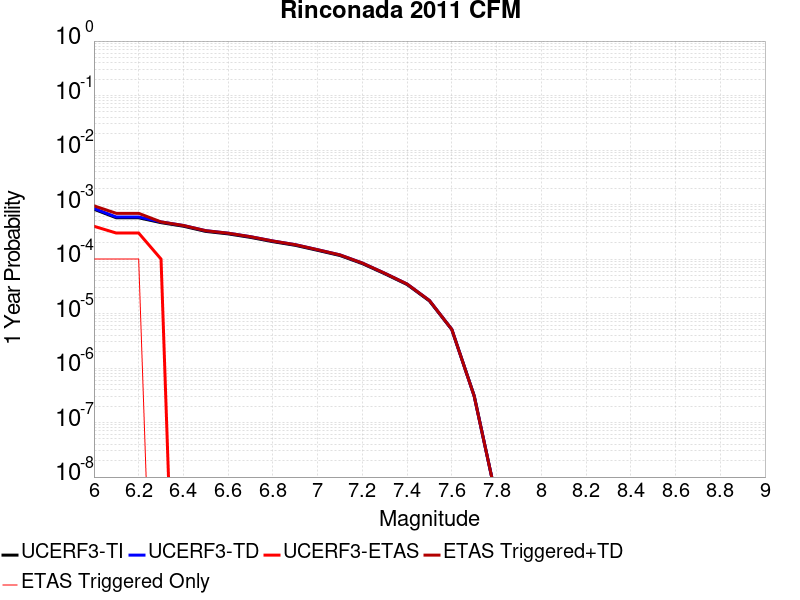 Rinconada 2011 CFM
10^0
10^-1
10^-2
10^-3
10^-4
10^-5
10^-6
10^-7
10^-8
1 Year Probability
6 6.2 6.4 6.6 6.8 7 7.2 7.4 7.6 7.8 8 8.2 8.4 8.6 8.8 9
Magnitude
UCERF3-TI UCERF3-TD UCERF3-ETAS ETAS Triggered+TD
ETAS Triggered Only